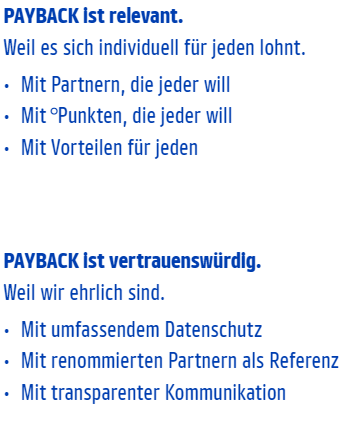 PAYBACK ist relevant.
Weil es sich individuell für jeden lohnt.
• Mit Partnern, die jeder will
• Mit °Punkten, die jeder will
• Mit Vorteilen für jeden
PAYBACK ist vertrauenswürdig.
Weil wir ehrlich sind.
• Mit umfassendem Datenschutz
• Mit renommierten Partnern als Referenz
• Mit transparenter Kommunikation